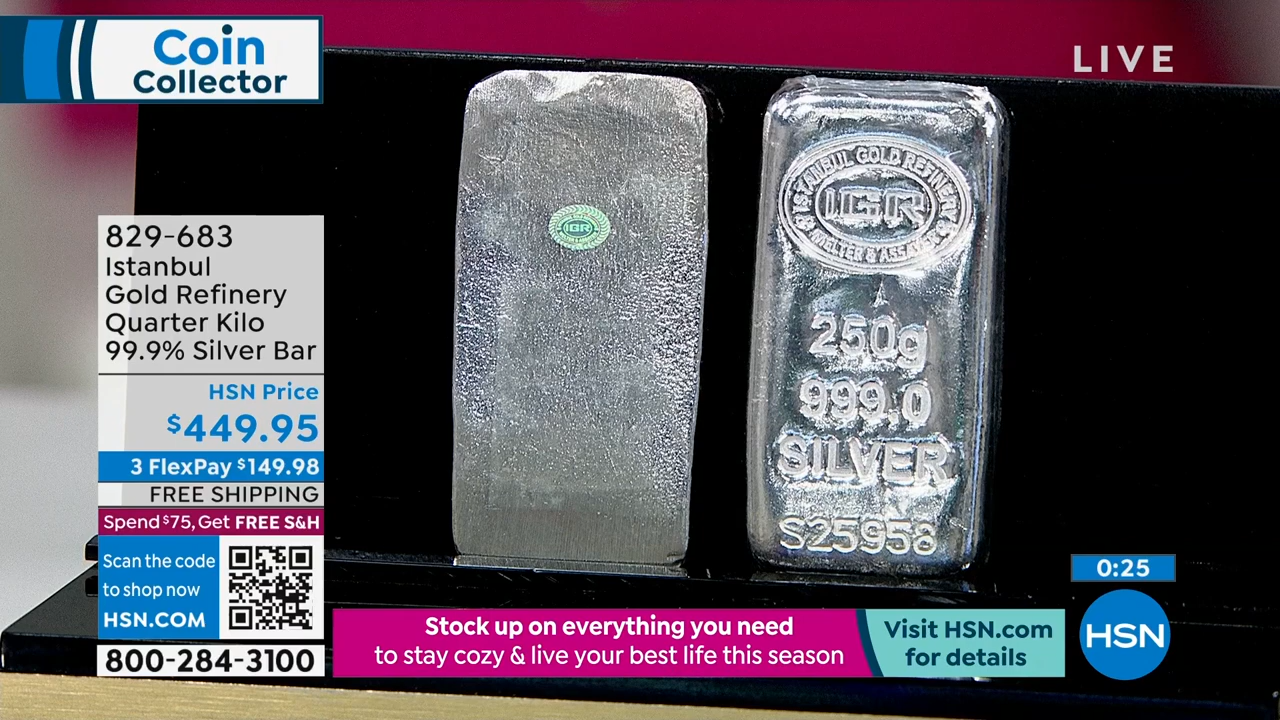 Coin
Collector
LIVE
829-683
Istanbul
Gold Refinery
Quarter Kilo
99.9% Silver Bar
HSN Price
$449.95
3 FlexPay $149.98
FREE SHIPPING
Spend $75, Get FREE S&H
Scan the code
to shop now
HSN.COM
800-284-3100
IGR
ISTANBUL GOLD REFINERY
IGR
MELTER & ASSAYER
250g
999.0
SILVER
S25958
0:25
HSN
Stock up on everything you need
to stay cozy & live your best life this season
Visit HSN.com
for details